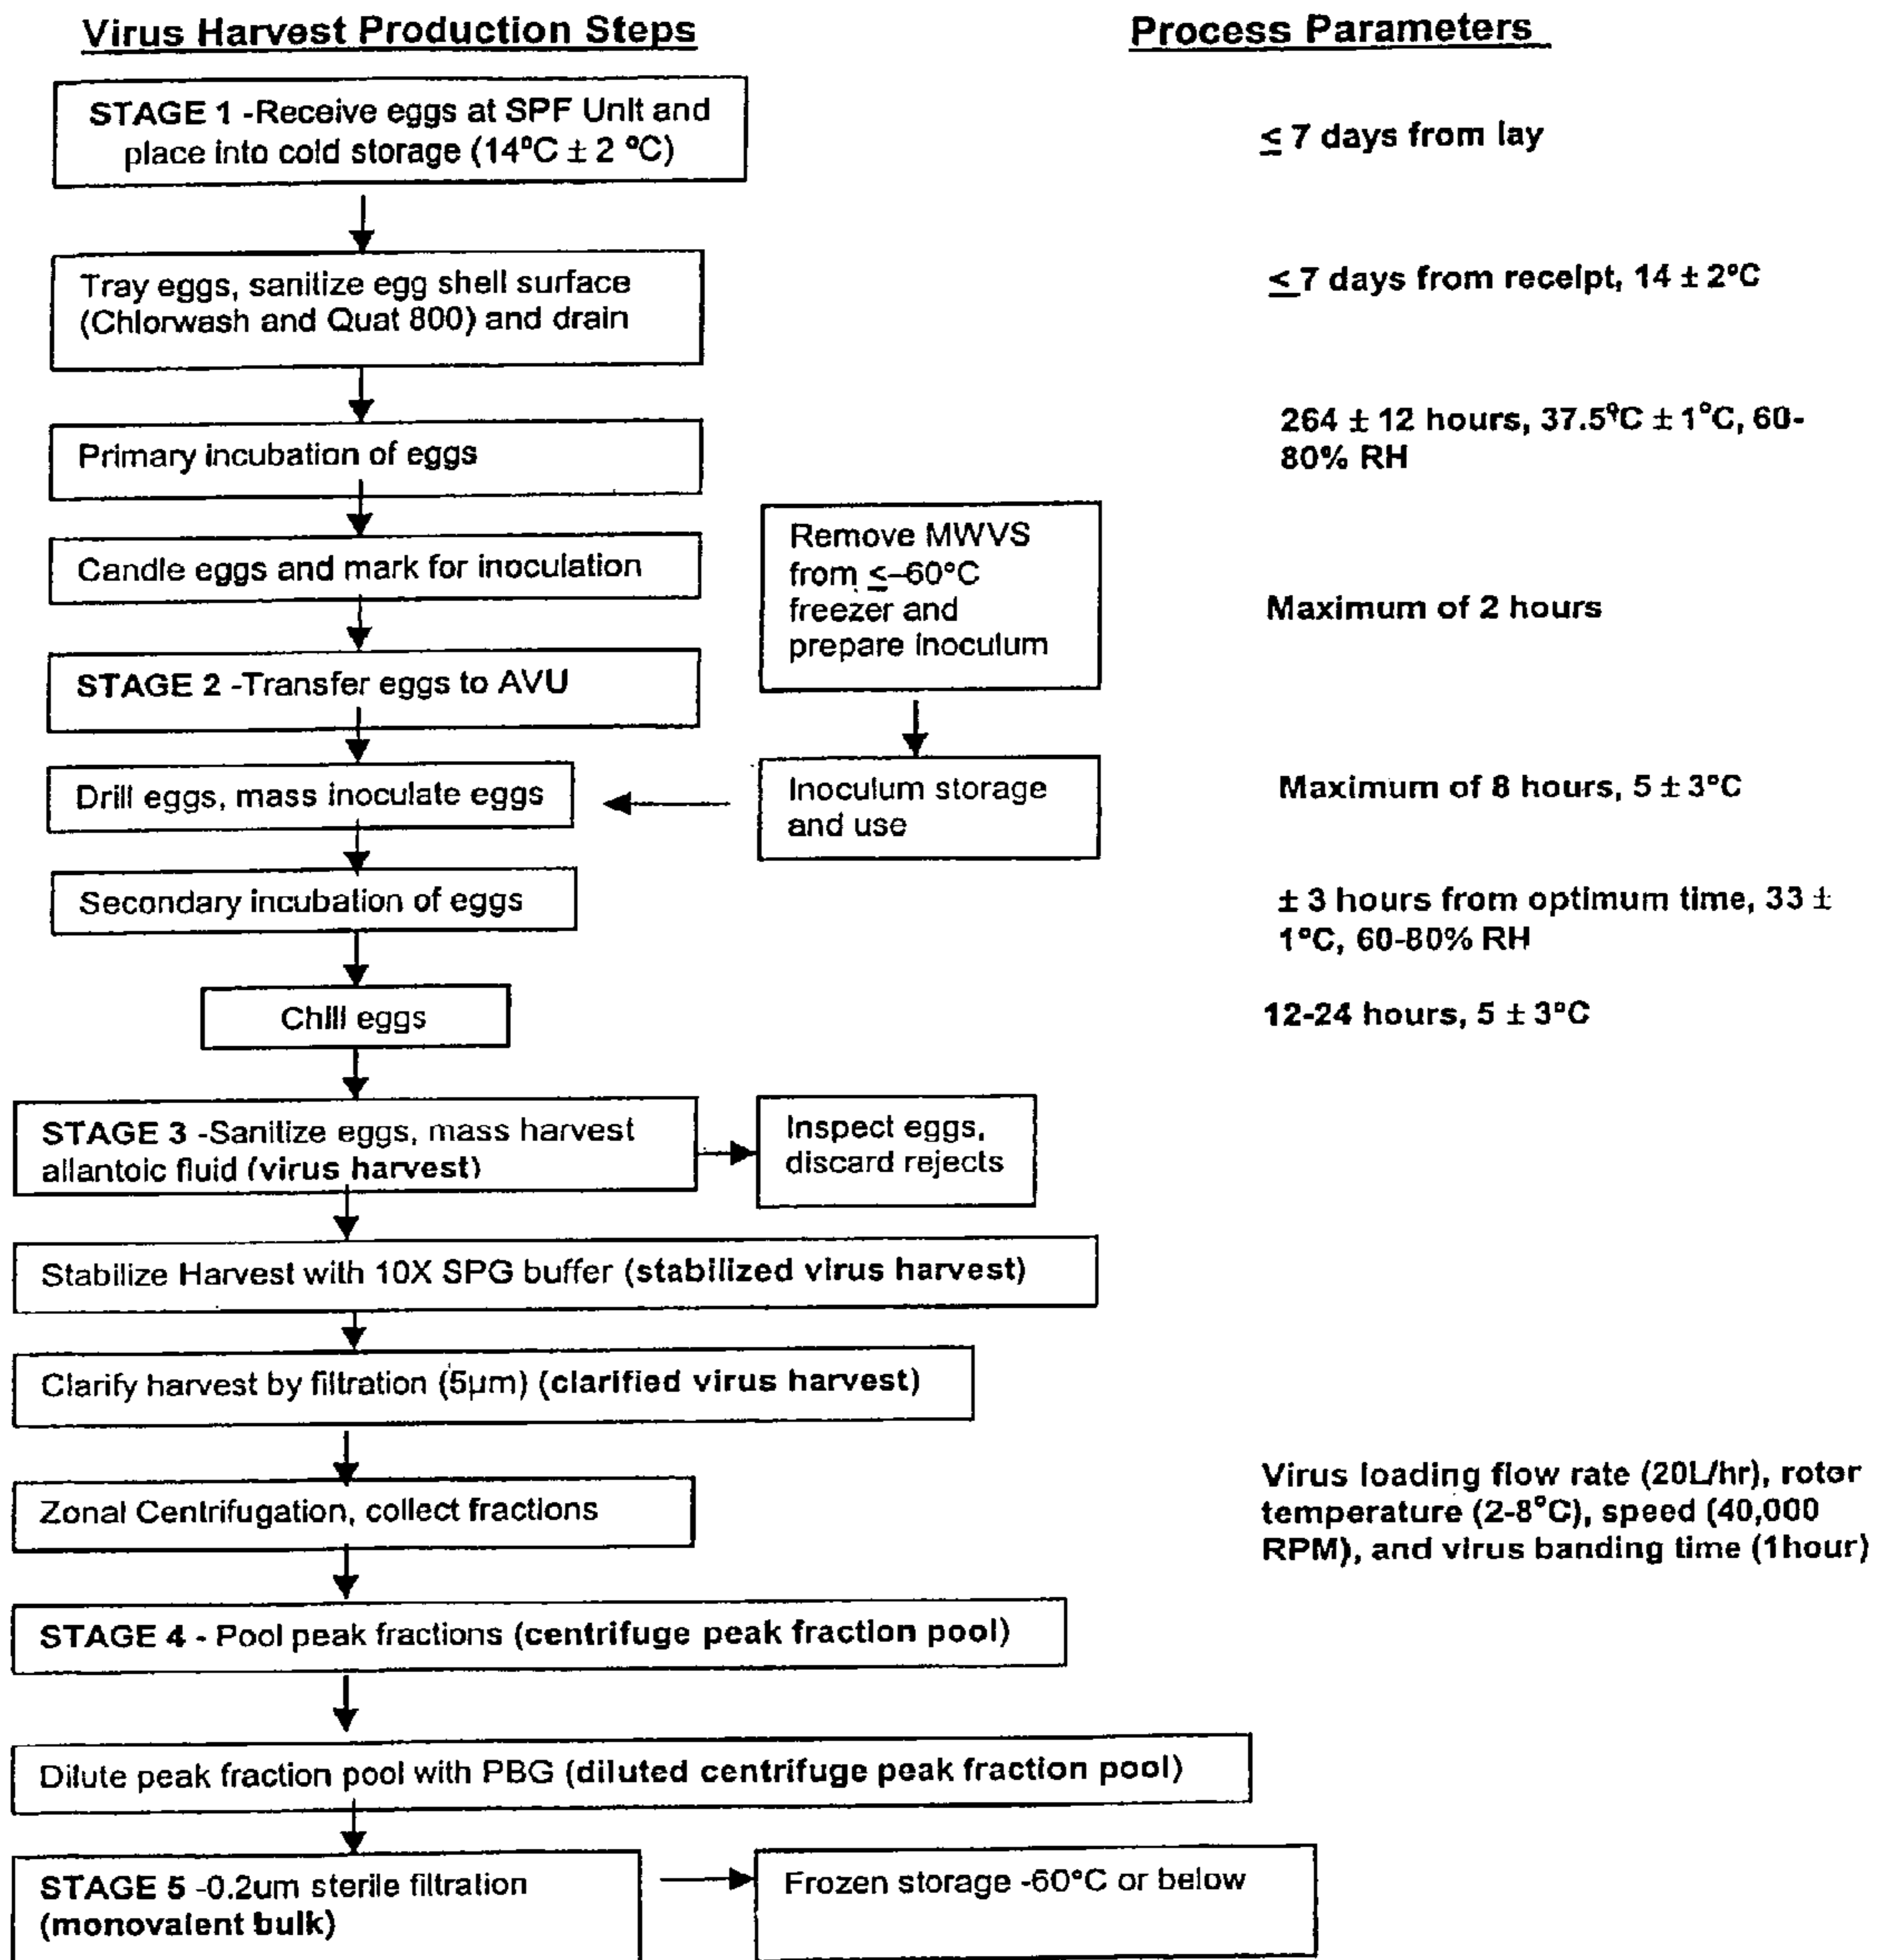 Virus Harvest Production Steps
Process Parameters
STAGE 1 -Receive eggs at SPF Unit and
place into cold storage (14°C ± 2 °C)
≤ 7 days from lay
Tray eggs, sanitize egg shell surface
(Chlorwash and Quat 800) and drain
≤ 7 days from receipt, 14 ± 2°C
Primary incubation of eggs
264 ± 12 hours, 37.5°C ± 1°C, 60-
80% RH
Candle eggs and mark for inoculation
Remove MWVS
from ≤–60°C
freezer and
prepare Inoculum
Maximum of 2 hours
STAGE 2 -Transfer eggs to AVU
Drill eggs, mass inoculate eggs
Inoculum storage
and use
Maximum of 8 hours, 5 ± 3°C
Secondary incubation of eggs
± 3 hours from optimum time, 33 ±
1°C, 60-80% RH
Chill eggs
12-24 hours, 5 ± 3°C
STAGE 3 -Sanitize eggs, mass harvest
allantoic fluid (virus harvest)
Inspect eggs,
discard rejects
Stabilize Harvest with 10X SPG buffer (stabilized virus harvest)
Clarify harvest by filtration (5µm) (clarified virus harvest)
Zonal Centrifugation, collect fractions
Virus loading flow rate (20L/hr), rotor
temperature (2-8°C), speed (40,000
RPM), and virus banding time (1hour)
STAGE 4 - Pool peak fractions (centrifuge peak fraction pool)
Dilute peak fraction pool with PBG (diluted centrifuge peak fraction pool)
STAGE 5 -0.2um sterile filtration
(monovalent bulk)
Frozen storage -60°C or below